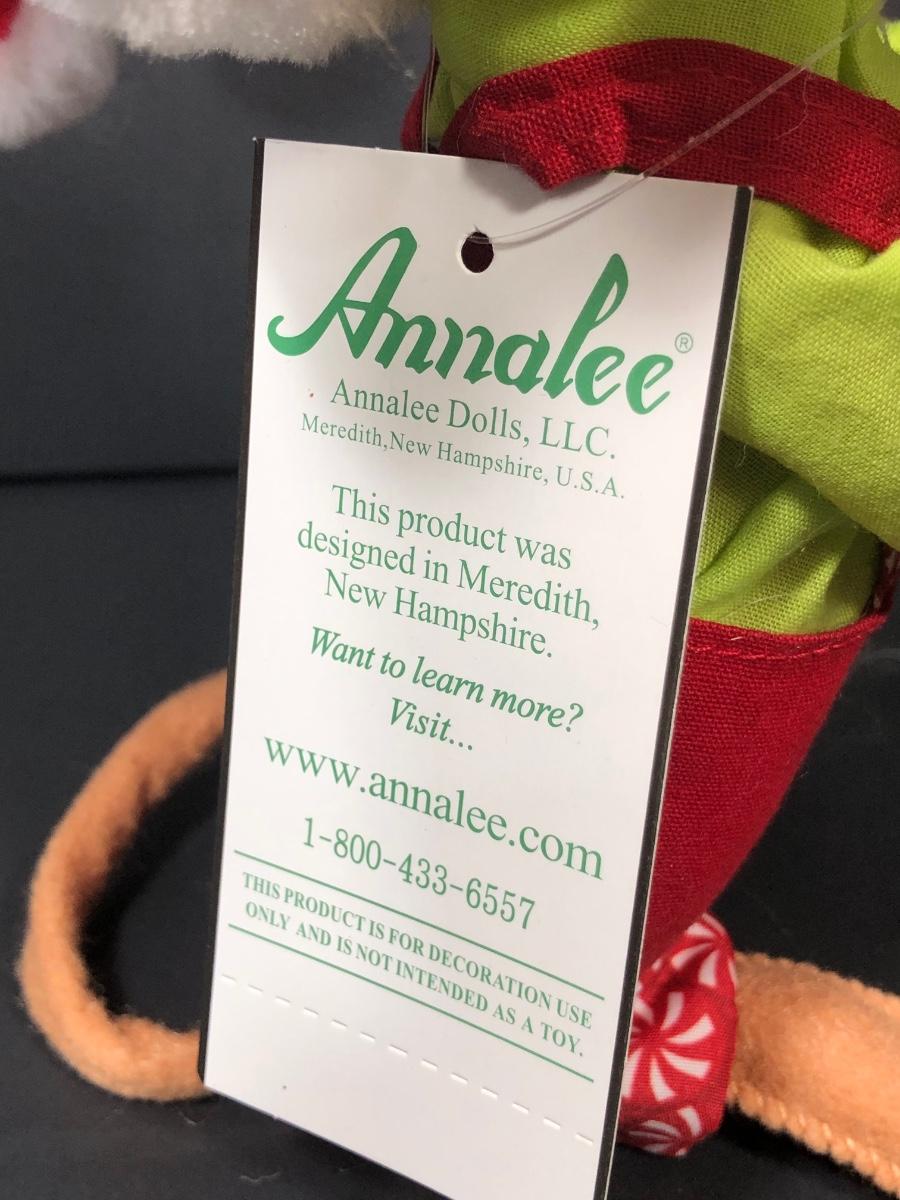 Annalee®
Annalee Dolls, LLC.
Meredith,New Hampshire, U.S.A.
This product was
designed in Meredith,
New Hampshire.
Want to learn more?
Visit...
www.annalee.com
1-800-433-6557
THIS PRODUCT IS FOR DECORATION USE
ONLY AND IS NOT INTENDED AS A TOY.